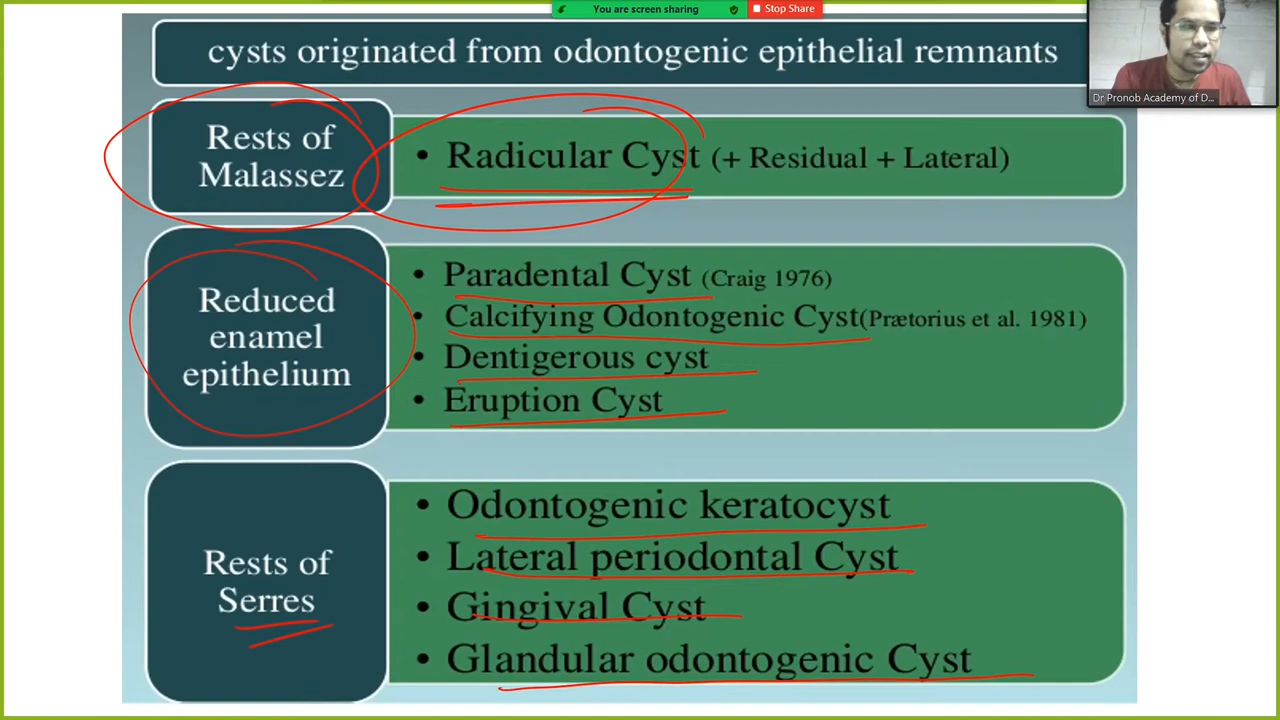 You are screen sharing
Stop Share
Dr Pronob Academy of D...
cysts originated from odontogenic epithelial remnants
Rests of
Malassez
• Radicular Cyst (+ Residual + Lateral)
Reduced
enamel
epithelium
• Paradental Cyst (Craig 1976)
• Calcifying Odontogenic Cyst(Prætorius et al. 1981)
• Dentigerous cyst
• Eruption Cyst
Rests of
Serres
• Odontogenic keratocyst
• Lateral periodontal Cyst
• Gingival Cyst
• Glandular odontogenic Cyst